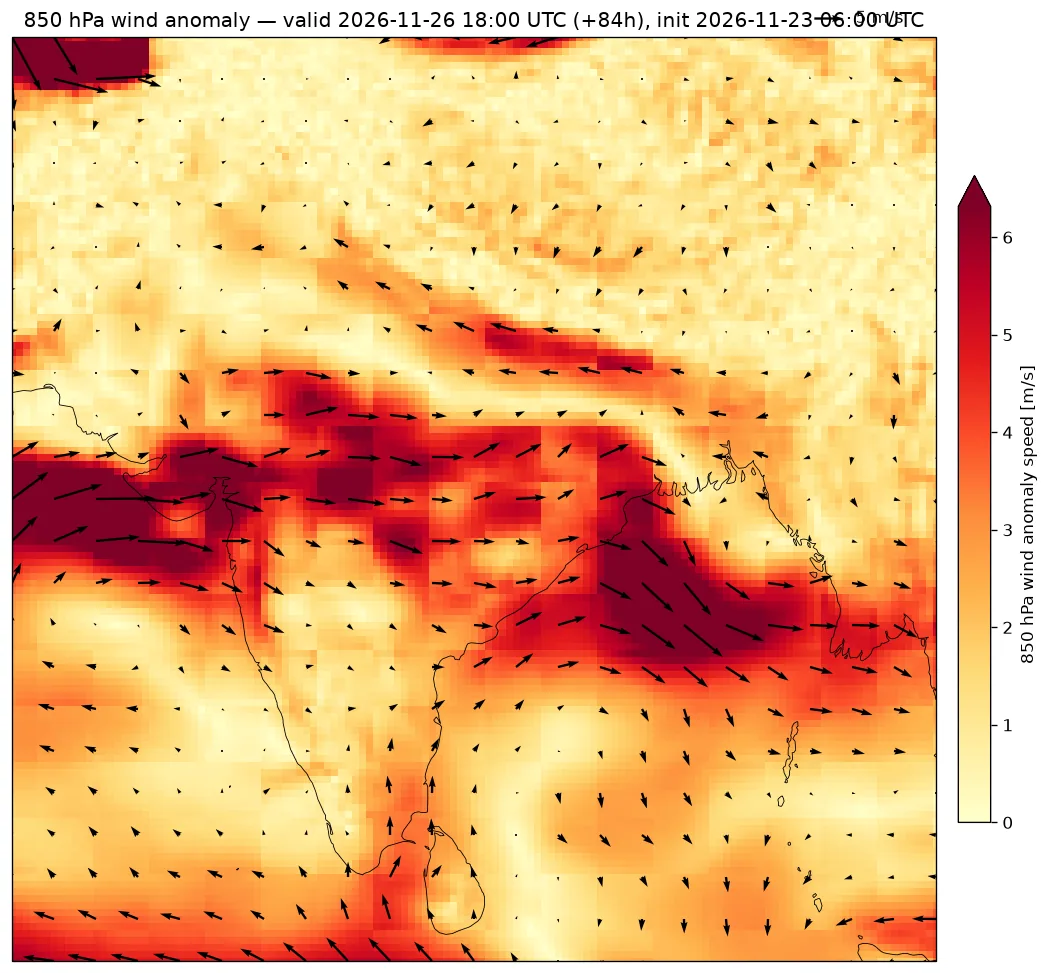 850 hPa wind anomaly — valid 2026-11-26 18:00 UTC (+84h), init 2026-11-23 06:00 UTC
5 m/s
6
5
4
3
2
1
0
850 hPa wind anomaly speed [m/s]